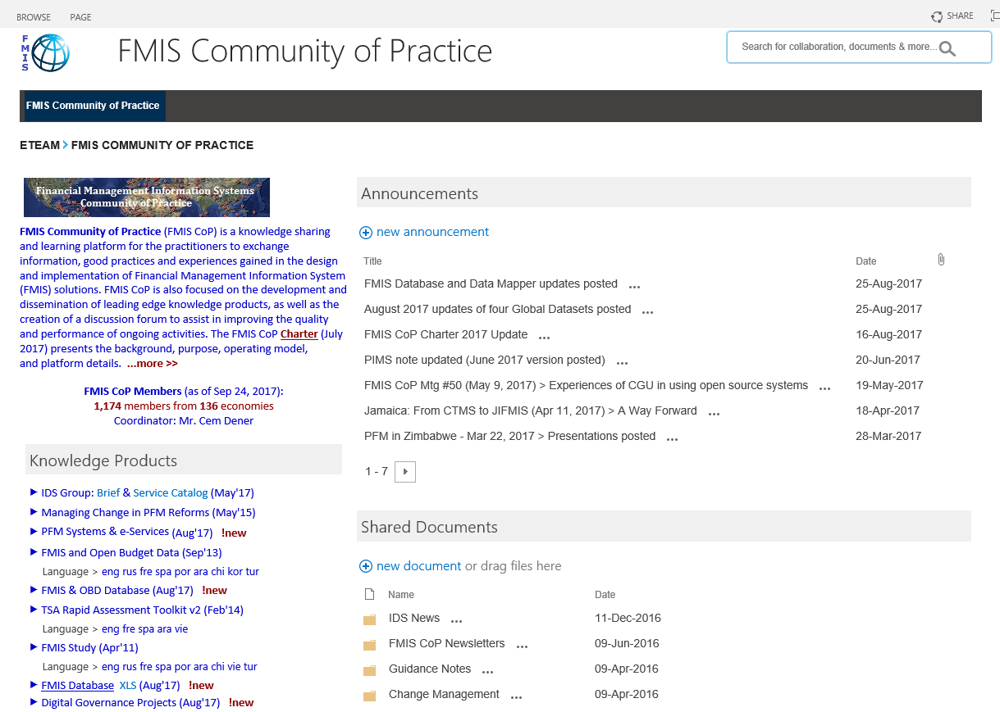 BROWSE PAGE
SHARE
FMIS
FMIS Community of Practice
Search for collaboration, documents & more...
FMIS Community of Practice
ETEAM > FMIS COMMUNITY OF PRACTICE
Financial Management Information Systems
Community of Practice
FMIS Community of Practice (FMIS CoP) is a knowledge sharing
and learning platform for the practitioners to exchange
information, good practices and experiences gained in the design
and implementation of Financial Management Information System
(FMIS) solutions. FMIS CoP is also focused on the development and
dissemination of leading edge knowledge products, as well as the
creation of a discussion forum to assist in improving the quality
and performance of ongoing activities. The FMIS CoP Charter (July
2017) presents the background, purpose, operating model,
and platform details. ...more >>
FMIS CoP Members (as of Sep 24, 2017):
1,174 members from 136 economies
Coordinator: Mr. Cem Dener
Knowledge Products
IDS Group: Brief & Service Catalog (May'17)
Managing Change in PFM Reforms (May'15)
PFM Systems & e-Services (Aug'17) !new
FMIS and Open Budget Data (Sep'13)
Language > eng rus fre spa por ara chi kor tur
FMIS & OBD Database (Aug'17) !new
TSA Rapid Assessment Toolkit v2 (Feb'14)
Language > eng fre spa ara vie
FMIS Study (Apr'11)
Language > eng rus fre spa por ara chi vie tur
FMIS Database XLS (Aug'17) !new
Digital Governance Projects (Aug'17) !new
Announcements
new announcement
Title Date
FMIS Database and Data Mapper updates posted ... 25-Aug-2017
August 2017 updates of four Global Datasets posted ... 25-Aug-2017
FMIS CoP Charter 2017 Update ... 16-Aug-2017
PIMS note updated (June 2017 version posted) ... 20-Jun-2017
FMIS CoP Mtg #50 (May 9, 2017) > Experiences of CGU in using open source systems ... 19-May-2017
Jamaica: From CTMS to JIFMIS (Apr 11, 2017) > A Way Forward ... 18-Apr-2017
PFM in Zimbabwe - Mar 22, 2017 > Presentations posted ... 28-Mar-2017
1 - 7
Shared Documents
new document or drag files here
Name Date
IDS News ... 11-Dec-2016
FMIS CoP Newsletters ... 09-Jun-2016
Guidance Notes ... 09-Apr-2016
Change Management ... 09-Apr-2016